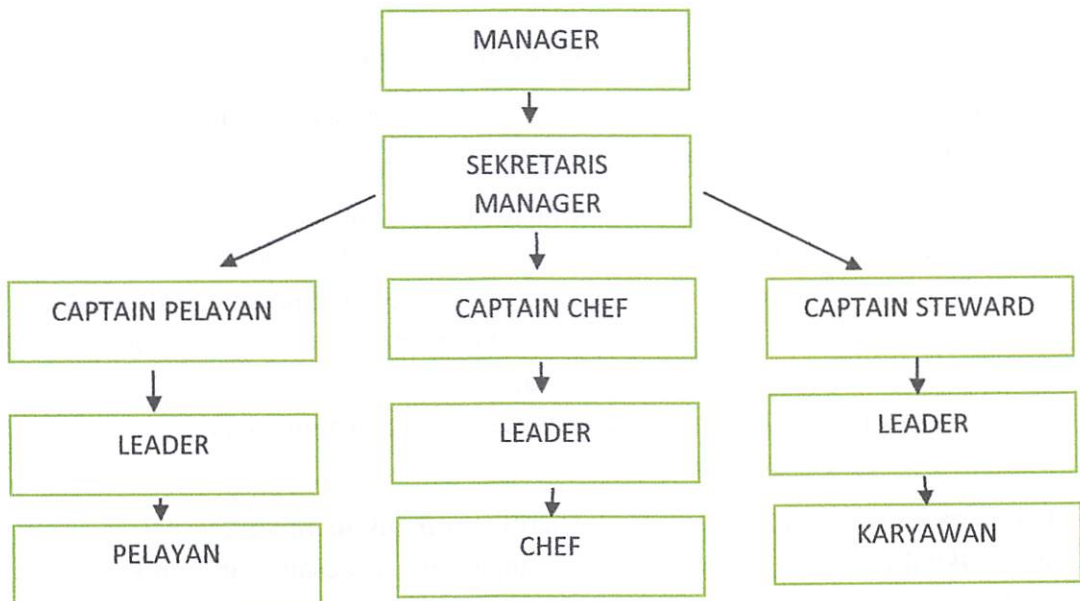 MANAGER
SEKRETARIS
MANAGER
CAPTAIN PELAYAN
CAPTAIN CHEF
CAPTAIN STEWARD
LEADER
LEADER
LEADER
PELAYAN
CHEF
KARYAWAN